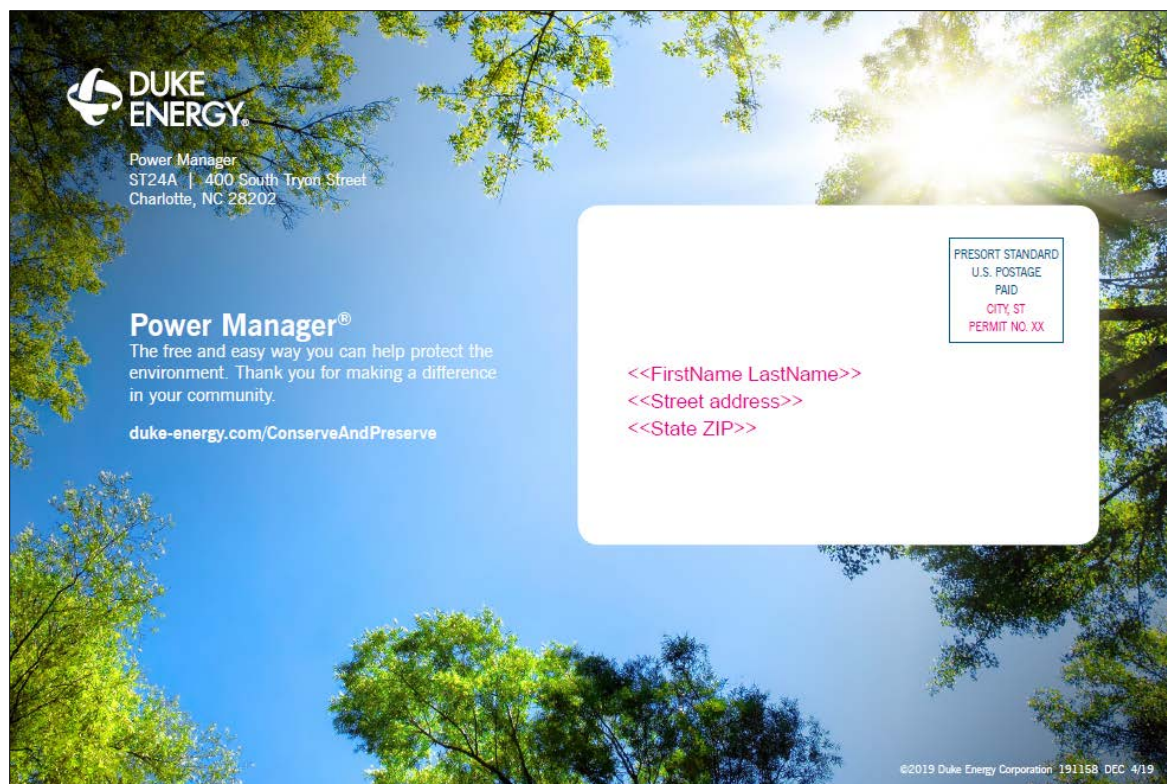 DUKE
ENERGY®
Power Manager
ST24A | 400 South Tryon Street
Charlotte, NC 28202
Power Manager®
The free and easy way you can help protect the
environment. Thank you for making a difference
in your community.
duke-energy.com/ConserveAndPreserve
PRESORT STANDARD
U.S. POSTAGE
PAID
CITY, ST
PERMIT NO. XX
<<FirstName LastName>>
<<Street address>>
<<State ZIP>>
©2019 Duke Energy Corporation 191158 DEC 4/19